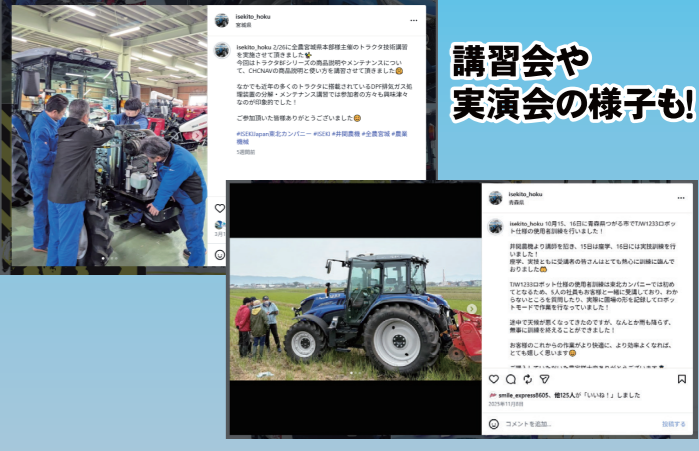 isekito_hoku
宮城県
isekito_hoku 2/26に全農宮城県本部様主催のトラクタ技術講習
を実施させて頂きました
今回はトラクタBFシリーズの商品説明やメンテナンスについ
て、CHCNAVの商品説明と使い方を講習させて頂きました
なかでも近年の多くのトラクタに搭載されているDPF排気ガス処
理装置の分解・メンテナンス講習では参加者の方々も興味津々
なのが印象的でした！
ご参加頂いた皆様ありがとうございました
#ISEKIJapan東北カンパニー #ISEKI #井関農機 #全農宮城 #農業
機械
5週間前
講習会や
実演会の様子も!
isekito_hoku
青森県
isekito_hoku 10月15、16日に青森県つがる市でTJW1233ロボッ
ト仕様の使用者訓練を行いました！
井関農機より講師を招き、15日は座学、16日には実技訓練を行
いました！
座学、実技ともに受講者の皆さんはとても熱心に訓練に臨んで
おりました
TJW1233ロボット仕様の使用者訓練は東北カンパニーでは初め
てとなるため、5人の社員もお客様と一緒に受講しており、わか
らないところを質問したり、実際に圃場の形を記録してロボッ
トモードで作業を行なっていました！
途中で天候が悪くなってきたのですが、なんとか雨も降らず、
無事に訓練を終えることができました！
お客様のこれからの作業がより快適に、より効率よくなれば、
とても嬉しく思います
smile_express8605、他125人が「いいね！」しました
2025年11月8日
コメントを追加...
投稿する